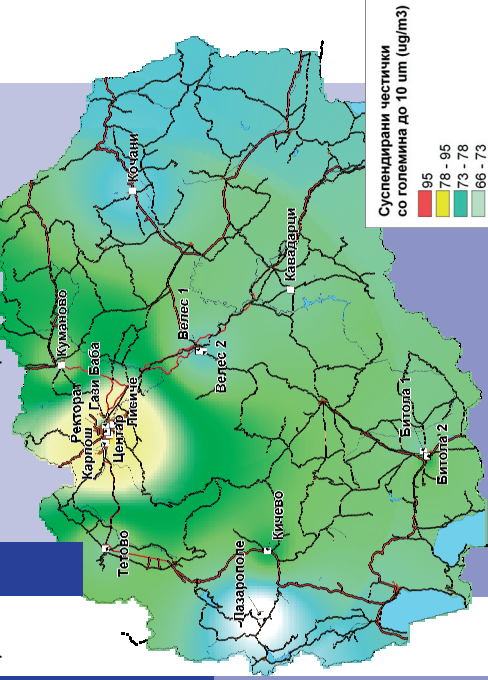 Куманово
Ректорат
Гази Баба
Карпош
Центар
Лисиче
Тетово
Кочани
Велес 1
Велес 2
Кавадарци
Кичево
Лазарополе
Битола 1
Битола 2
Суспендирани честички
со големина до 10 um (ug/m3)
95
78 - 95
73 - 78
66 - 73